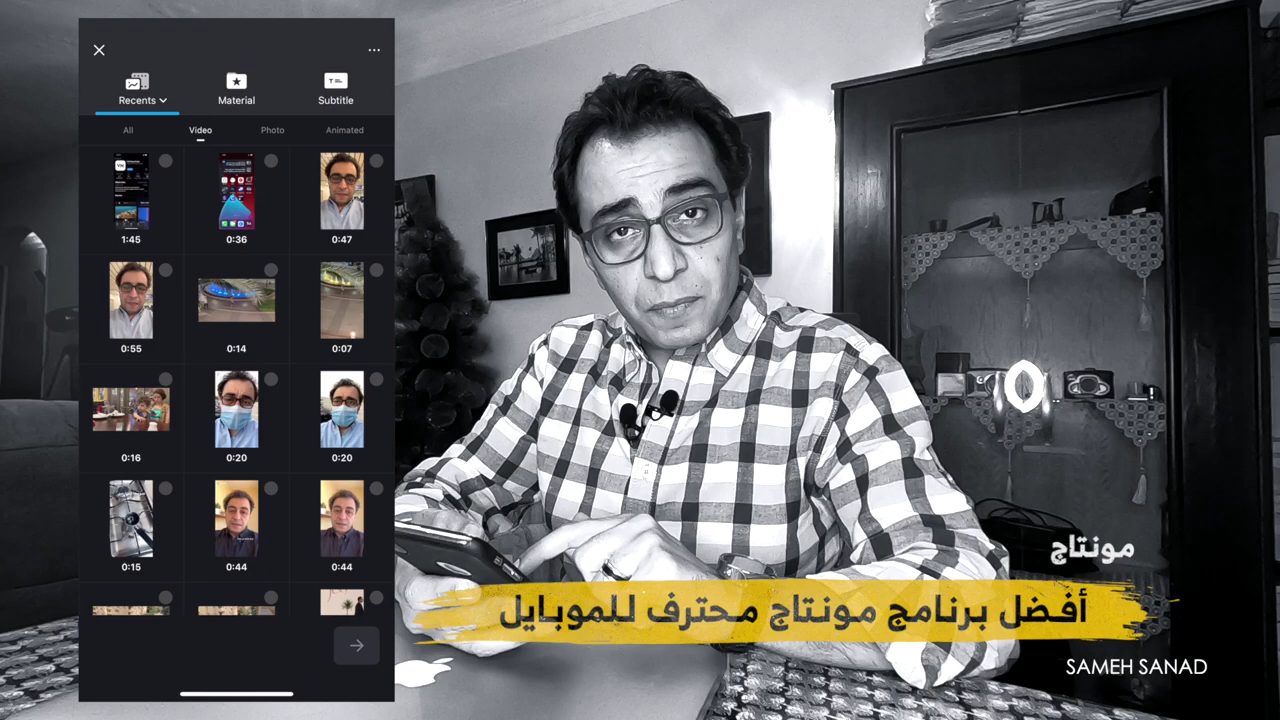 Recents
Material
Subtitle
All
Video
Photo
Animated
1:45
0:36
0:47
0:55
0:14
0:07
0:16
0:20
0:20
0:15
0:44
0:44
مونتاج
أفضل برنامج مونتاج محترف للموبايل
SAMEH SANAD